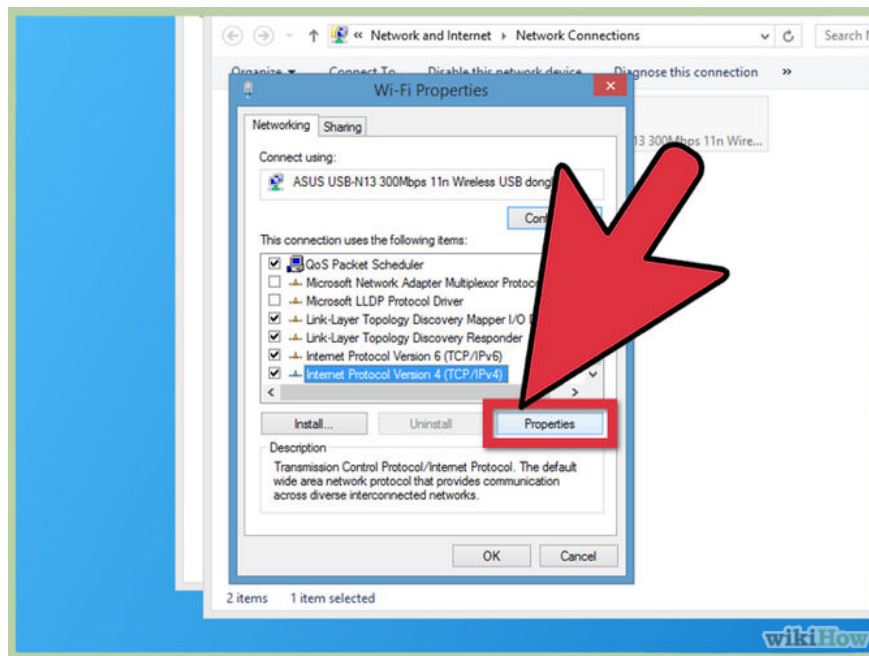 « Network and Internet Network Connections
Search
Organize Connect To Disable this network device Diagnose this connection »
Wi-Fi Properties
Networking Sharing
13 300Mbps 11n Wire...
Connect using:
ASUS USB-N13 300Mbps 11n Wireless USB
This connection uses the following items:
QoS Packet Scheduler
Microsoft Network Adapter Multiplexor
Microsoft LLDP Protocol Driver
Link-Layer Topology Discovery Mapper I/O
Link-Layer Topology Discovery Responder
Internet Protocol Version 6 (TCP/IPv6)
Internet Protocol Version 4 (TCP/IPv4)
Install... Uninstall Properties
Description
Transmission Control Protocol/Internet Protocol. The default
wide area network protocol that provides communication
across diverse interconnected networks.
OK Cancel
2 items 1 item selected
wikiHow